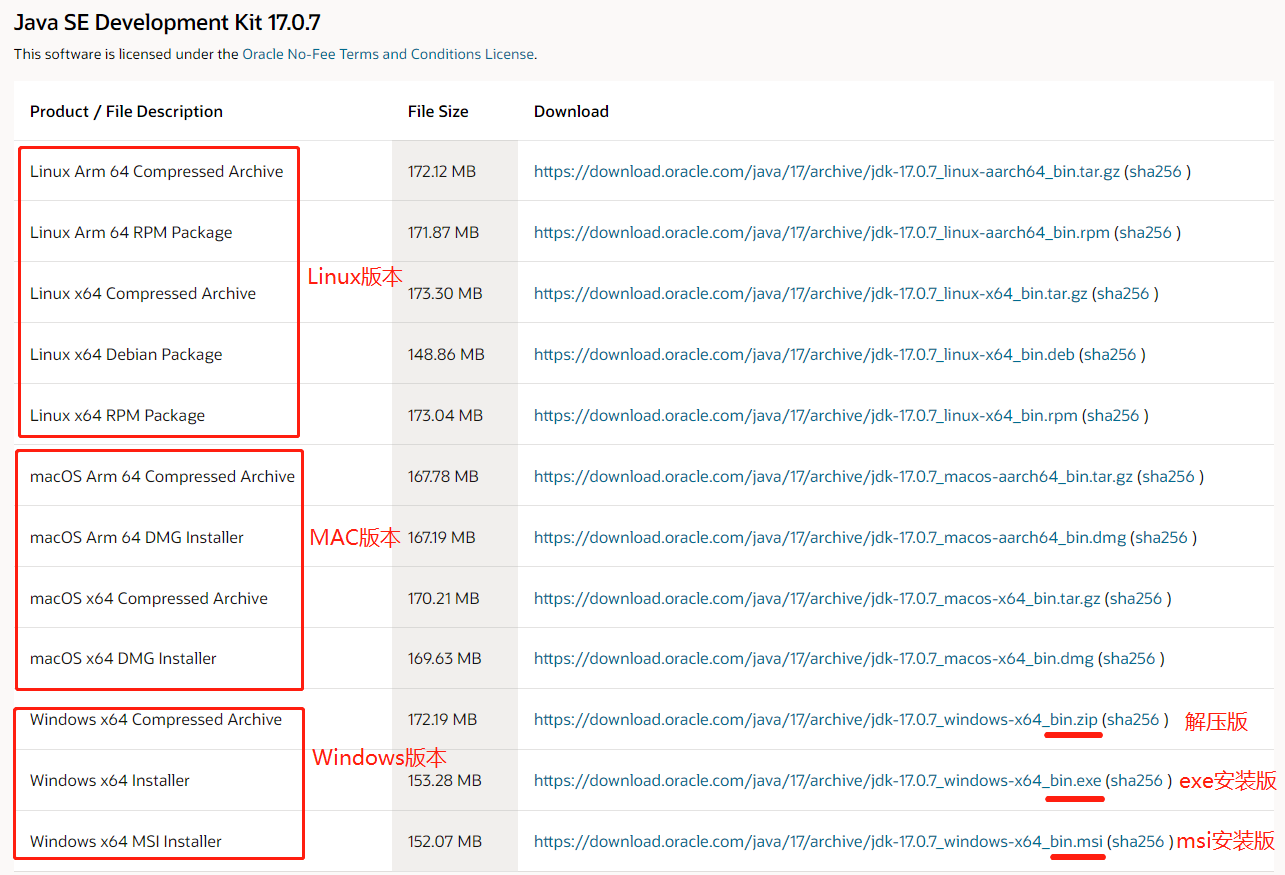 Java SE Development Kit 17.0.7
This software is licensed under the Oracle No-Fee Terms and Conditions License.
Product / File Description File Size Download
Linux Arm 64 Compressed Archive 172.12 MB https://download.oracle.com/java/17/archive/jdk-17.0.7_linux-aarch64_bin.tar.gz (sha256 )
Linux Arm 64 RPM Package 171.87 MB https://download.oracle.com/java/17/archive/jdk-17.0.7_linux-aarch64_bin.rpm (sha256 )
Linux版本
Linux x64 Compressed Archive 173.30 MB https://download.oracle.com/java/17/archive/jdk-17.0.7_linux-x64_bin.tar.gz (sha256 )
Linux x64 Debian Package 148.86 MB https://download.oracle.com/java/17/archive/jdk-17.0.7_linux-x64_bin.deb (sha256 )
Linux x64 RPM Package 173.04 MB https://download.oracle.com/java/17/archive/jdk-17.0.7_linux-x64_bin.rpm (sha256 )
macOS Arm 64 Compressed Archive 167.78 MB https://download.oracle.com/java/17/archive/jdk-17.0.7_macos-aarch64_bin.tar.gz (sha256 )
macOS Arm 64 DMG Installer MAC版本 167.19 MB https://download.oracle.com/java/17/archive/jdk-17.0.7_macos-aarch64_bin.dmg (sha256 )
macOS x64 Compressed Archive 170.21 MB https://download.oracle.com/java/17/archive/jdk-17.0.7_macos-x64_bin.tar.gz (sha256 )
macOS x64 DMG Installer 169.63 MB https://download.oracle.com/java/17/archive/jdk-17.0.7_macos-x64_bin.dmg (sha256 )
Windows x64 Compressed Archive 172.19 MB https://download.oracle.com/java/17/archive/jdk-17.0.7_windows-x64_bin.zip (sha256 ) 解压版
Windows版本
Windows x64 Installer 153.28 MB https://download.oracle.com/java/17/archive/jdk-17.0.7_windows-x64_bin.exe (sha256 ) exe安装版
Windows x64 MSI Installer 152.07 MB https://download.oracle.com/java/17/archive/jdk-17.0.7_windows-x64_bin.msi (sha256 ) msi安装版